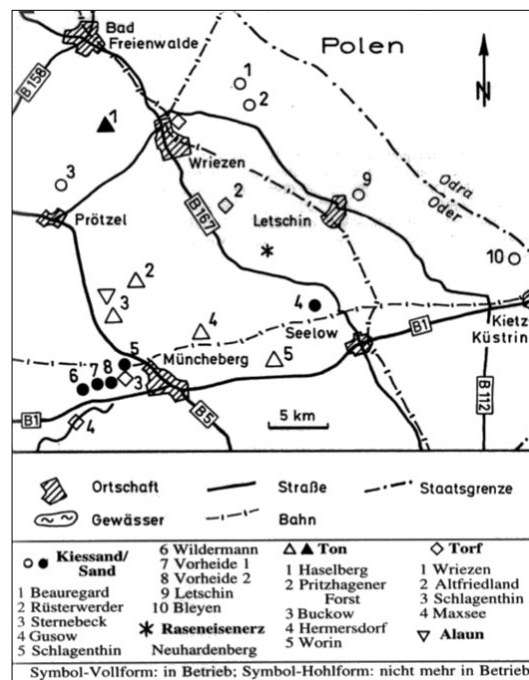 Bad
Freienwalde
Polen
N
B158
1
1
2
3
Wriezen
2
9
Odra
Oder
Letschin
Prötzel
B167
10
2
3
4
4
Seelow
Kietz
Küstrin
B1
5
5
6 7 8
3
Müncheberg
B1
4
B5
5 km
B112
Ortschaft
Straße
Staatsgrenze
Gewässer
Bahn
Kiessand/
Sand
1 Beauregard
2 Rüsterwerder
3 Sternebeck
4 Gusow
5 Schlagenthin
6 Wildermann
7 Vorheide 1
8 Vorheide 2
9 Letschin
10 Bleyen
Raseneisenerz
Neuhardenberg
Ton
1 Haselberg
2 Pritzhagener
Forst
3 Buckow
4 Hermersdorf
5 Worin
Torf
1 Wriezen
2 Altfriedland
3 Schlagenthin
4 Maxsee
Alaun
Symbol-Vollform: in Betrieb; Symbol-Hohlform: nicht mehr in Betrieb